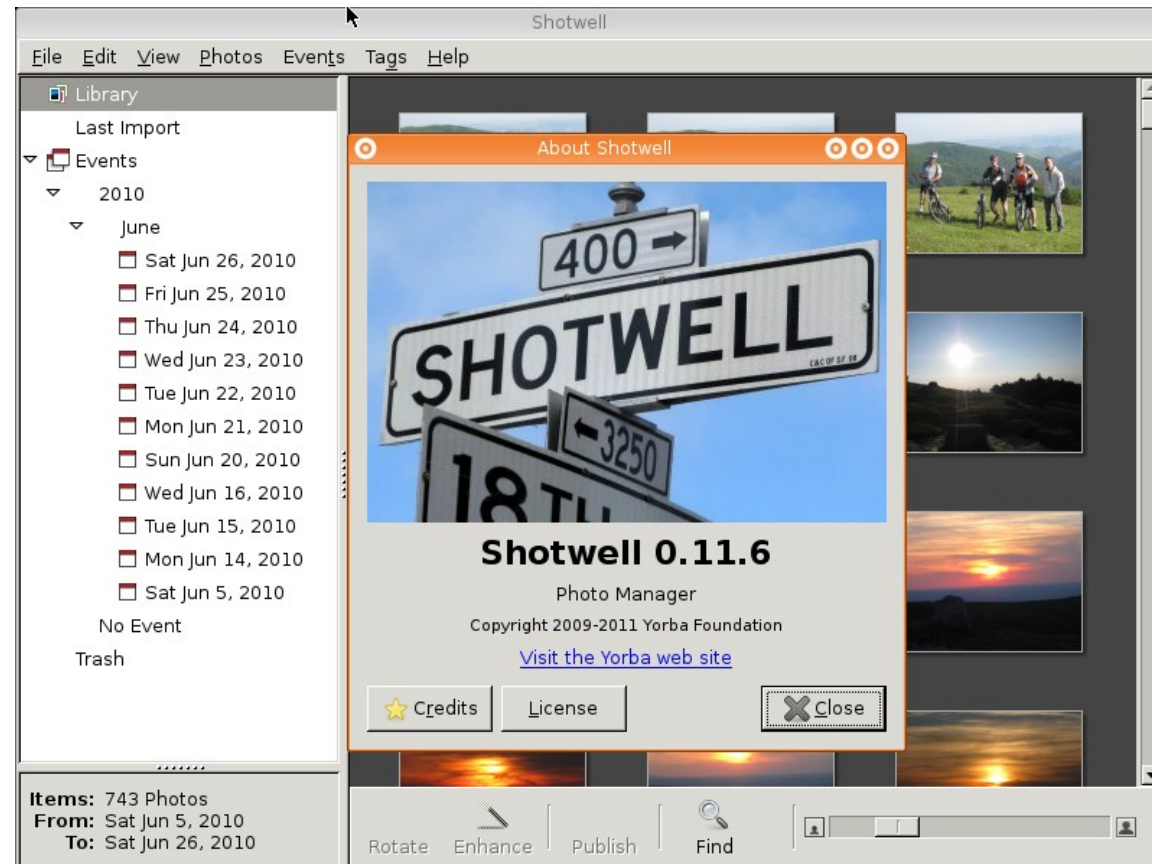 Shotwell
File Edit View Photos Events Tags Help
Library
Last Import
Events
2010
June
Sat Jun 26, 2010
Fri Jun 25, 2010
Thu Jun 24, 2010
Wed Jun 23, 2010
Tue Jun 22, 2010
Mon Jun 21, 2010
Sun Jun 20, 2010
Wed Jun 16, 2010
Tue Jun 15, 2010
Mon Jun 14, 2010
Sat Jun 5, 2010
No Event
Trash
Items: 743 Photos
From: Sat Jun 5, 2010
To: Sat Jun 26, 2010
About Shotwell
400
SHOTWELL
C&C OF SF. 08
3250
18TH
Shotwell 0.11.6
Photo Manager
Copyright 2009-2011 Yorba Foundation
Visit the Yorba web site
Credits License Close
Rotate Enhance Publish Find